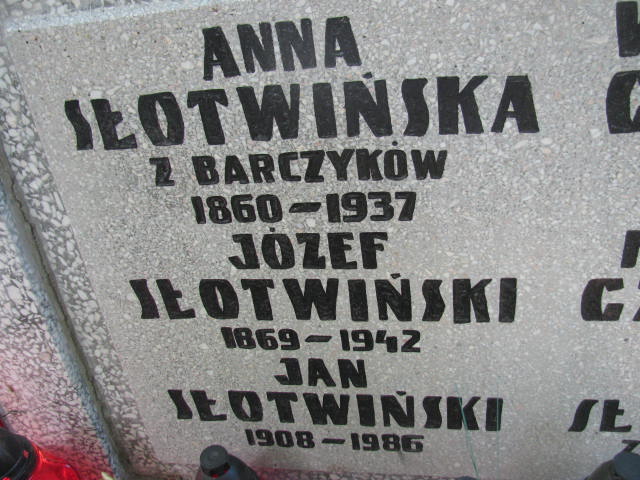 ANNA
SŁOTWIŃSKA
Z BARCZYKÓW
1860-1937
JÓZEF
SŁOTWIŃSKI
1869-1942
JAN
SŁOTWIŃSKI
1908-1986